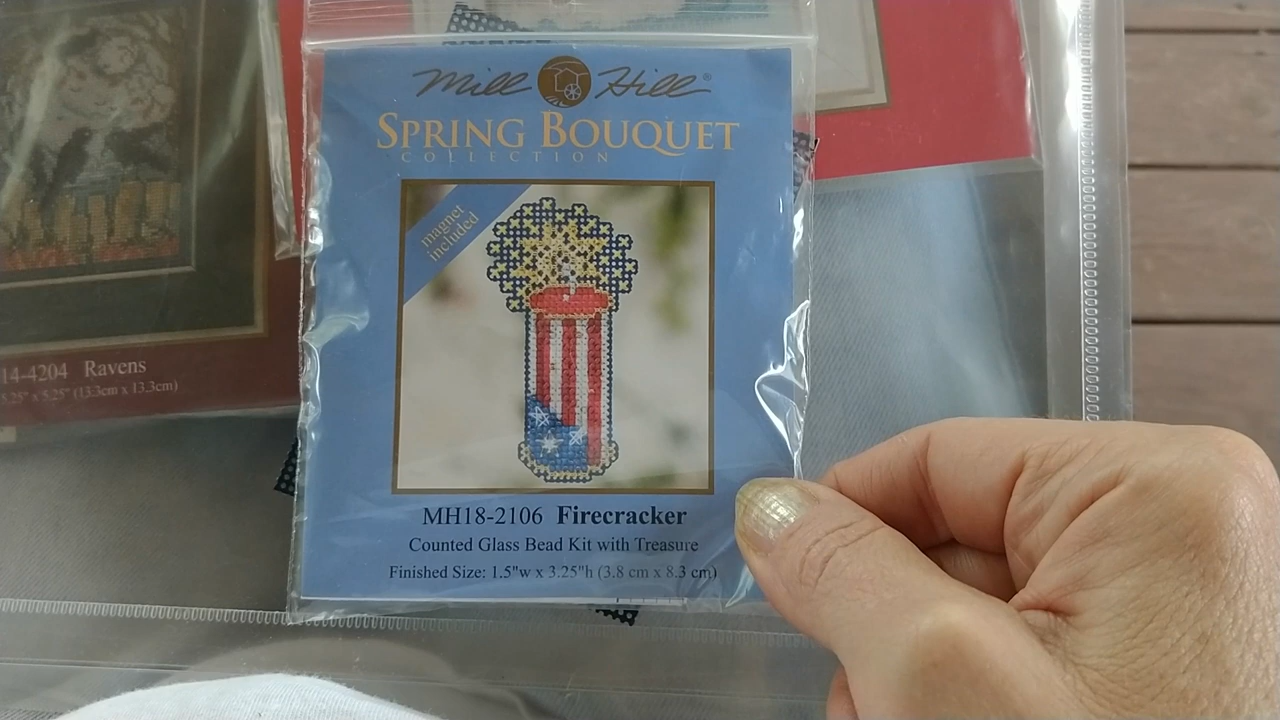 Mill Hill®
SPRING BOUQUET
COLLECTION
magnet
included
MH18-2106 Firecracker
Counted Glass Bead Kit with Treasure
Finished Size: 1.5"w x 3.25"h (3.8 cm x 8.3 cm)
14-4204 Ravens
5.25" x 5.25" (13.3cm x 13.3cm)